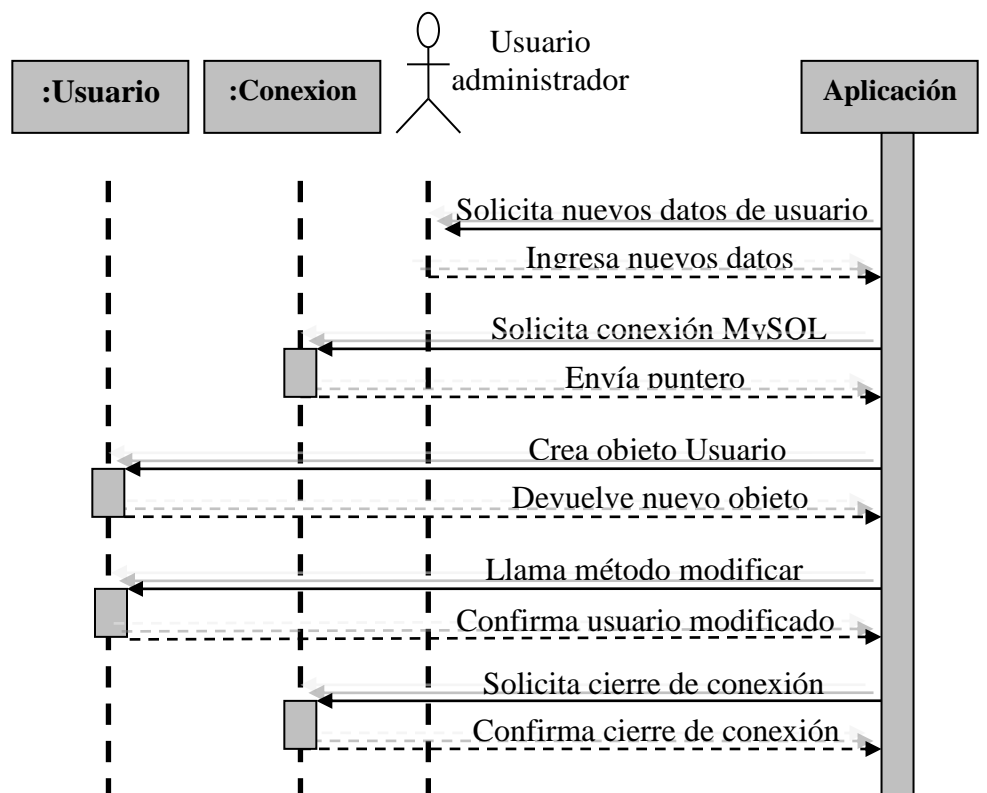 Usuario
administrador
:Usuario
:Conexion
Aplicación
Solicita nuevos datos de usuario
Ingresa nuevos datos
Solicita conexión MySQL
Envía puntero
Crea objeto Usuario
Devuelve nuevo objeto
Llama método modificar
Confirma usuario modificado
Solicita cierre de conexión
Confirma cierre de conexión